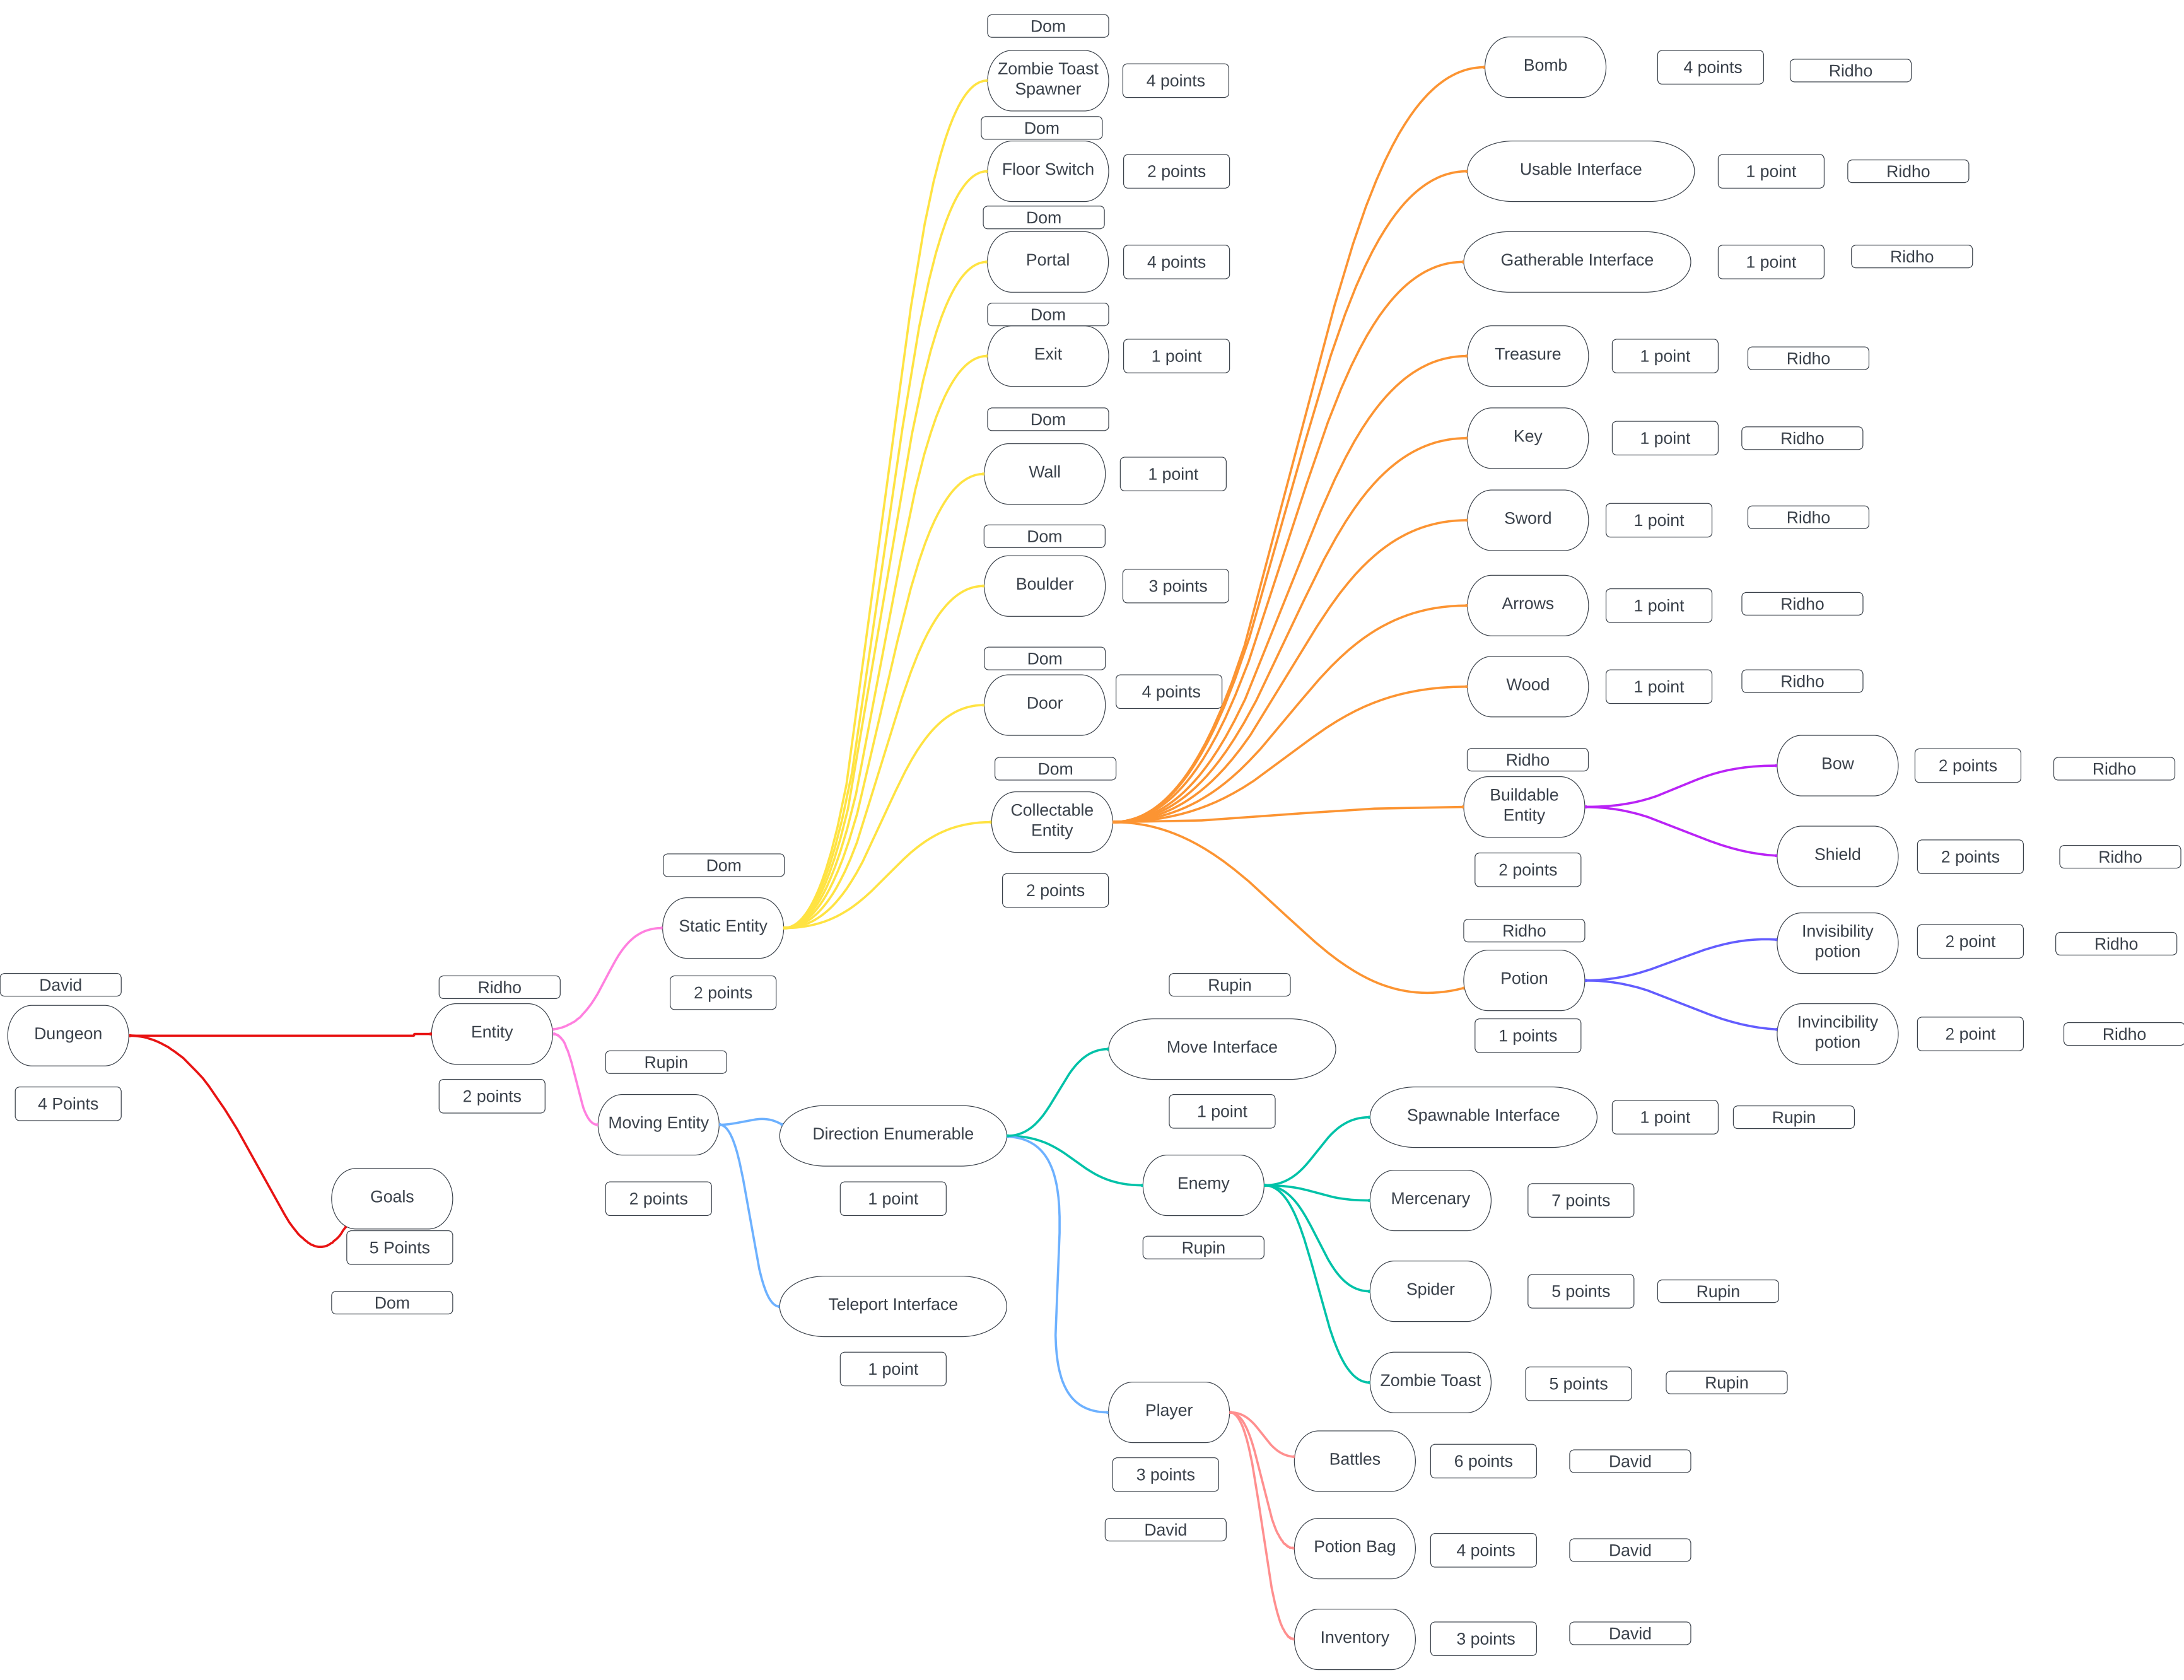 Dom
Zombie Toast
Spawner
4 points
Dom
Floor Switch
2 points
Dom
Portal
4 points
Dom
Exit
1 point
Dom
Wall
1 point
Dom
Boulder
3 points
Dom
Door
4 points
Dom
Collectable
Entity
2 points
Bomb
4 points
Ridho
Usable Interface
1 point
Ridho
Gatherable Interface
1 point
Ridho
Treasure
1 point
Ridho
Key
1 point
Ridho
Sword
1 point
Ridho
Arrows
1 point
Ridho
Wood
1 point
Ridho
Ridho
Buildable
Entity
2 points
Bow
2 points
Ridho
Shield
2 points
Ridho
Ridho
Potion
1 points
Invisibility
potion
2 point
Ridho
Invincibility
potion
2 point
Ridho
Dom
Static Entity
2 points
David
Dungeon
4 Points
Ridho
Entity
2 points
Goals
5 Points
Dom
Rupin
Moving Entity
2 points
Direction Enumerable
1 point
Teleport Interface
1 point
Rupin
Move Interface
1 point
Enemy
Rupin
Spawnable Interface
1 point
Rupin
Mercenary
7 points
Spider
5 points
Rupin
Zombie Toast
5 points
Rupin
Player
3 points
David
Battles
6 points
David
Potion Bag
4 points
David
Inventory
3 points
David